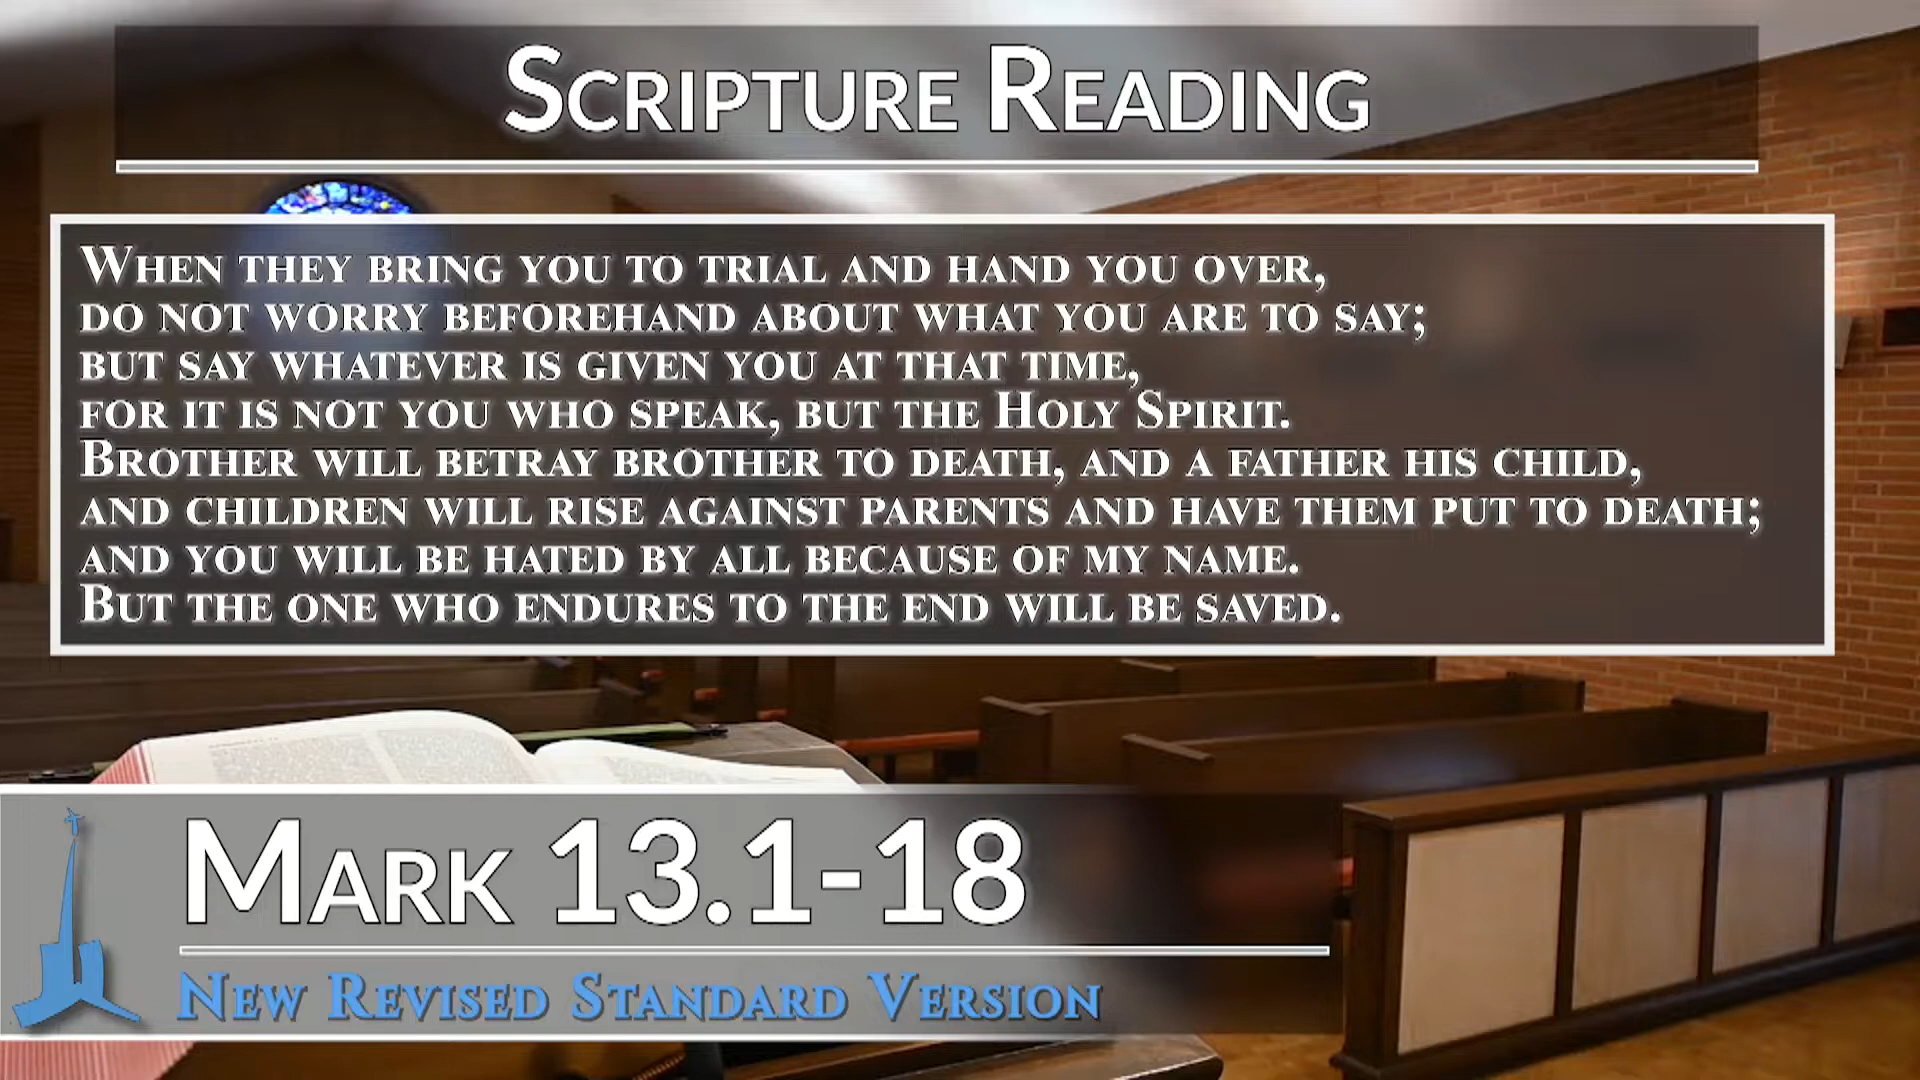 Scripture Reading
When they bring you to trial and hand you over,
do not worry beforehand about what you are to say;
but say whatever is given you at that time,
for it is not you who speak, but the Holy Spirit.
Brother will betray brother to death, and a father his child,
and children will rise against parents and have them put to death;
and you will be hated by all because of my name.
But the one who endures to the end will be saved.
Mark 13.1-18
New Revised Standard Version